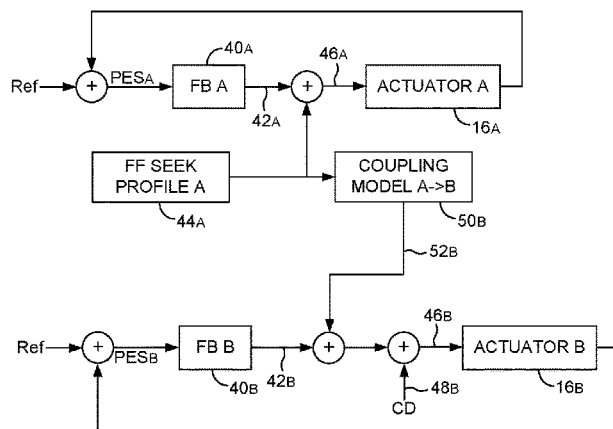 40A
46A
Ref
PESA
FB A
42A
ACTUATOR A
16A
FF SEEK
PROFILE A
44A
COUPLING
MODEL A->B
50B
52B
Ref
PESB
FB B
40B
42B
46B
ACTUATOR B
16B
48B
CD